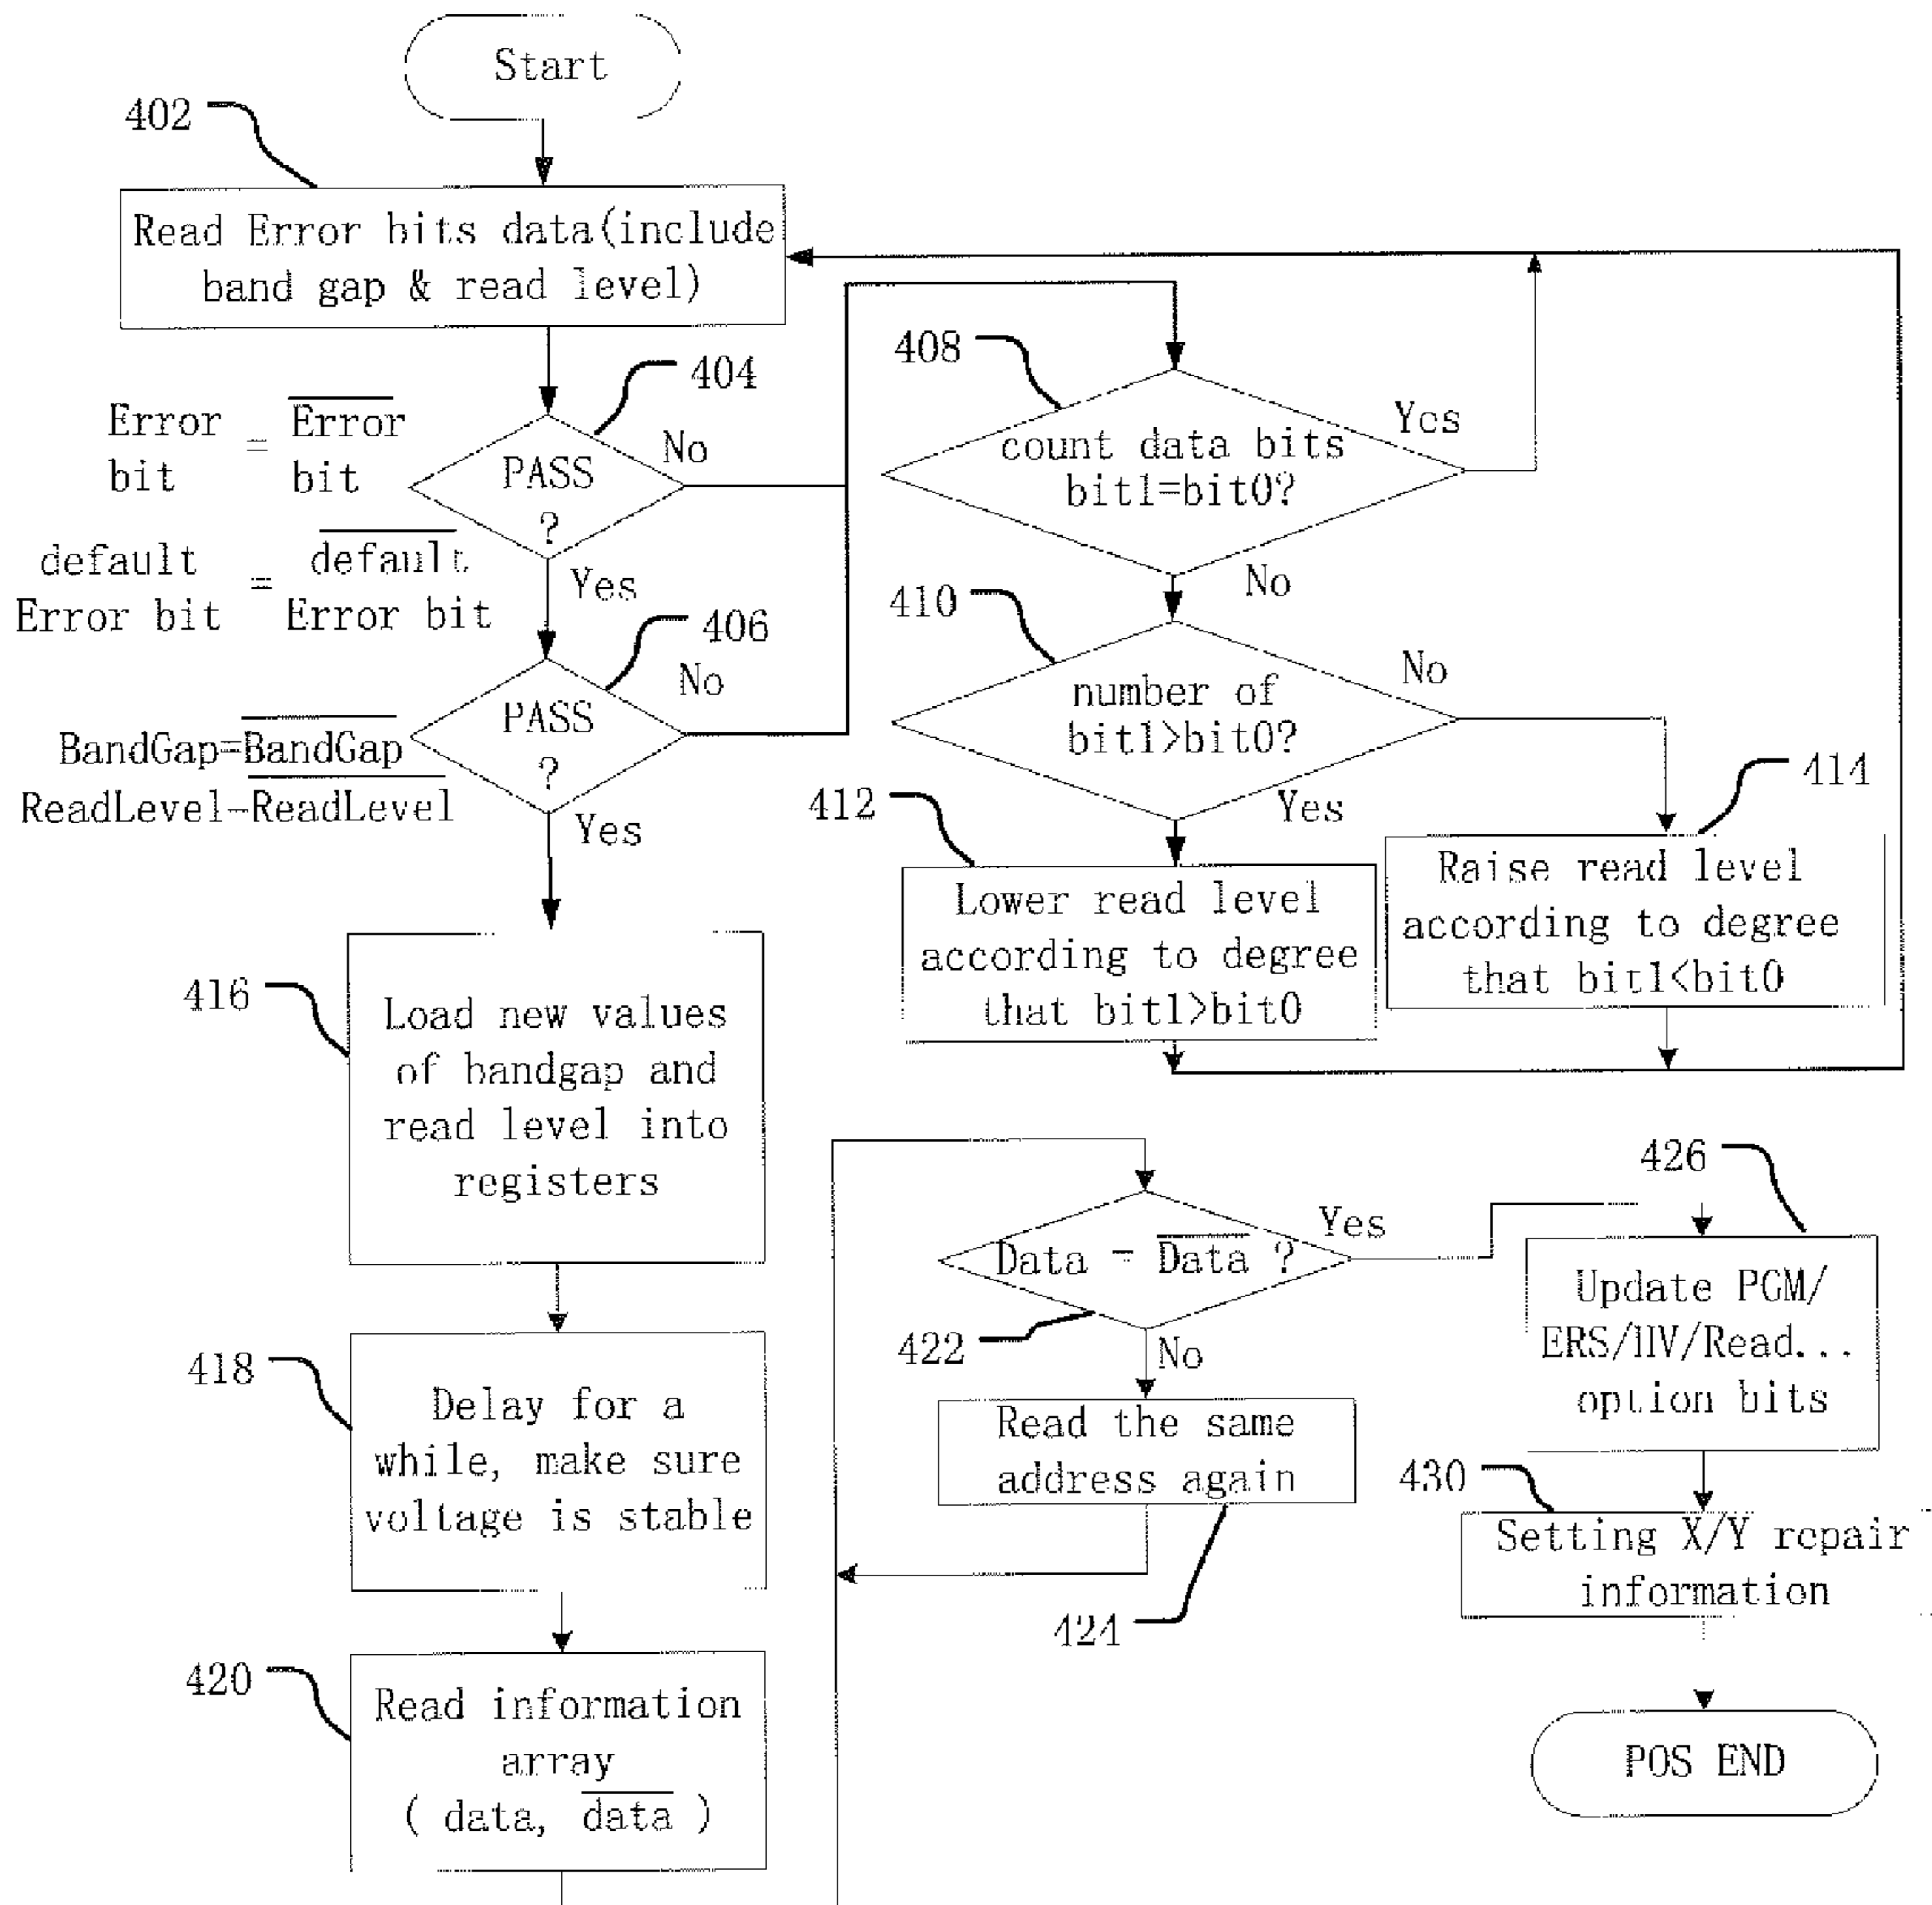 Start
402
Read Error bits data(include
band gap & read level)
404
Error
bit
=
Error
bit
PASS
?
No
default
Error bit
=
default
Error bit
Yes
406
BandGap=BandGap
ReadLevel=ReadLevel
PASS
?
No
Yes
408
count data bits
bit1=bit0?
Yes
No
410
number of
bit1>bit0?
No
Yes
412
Lower read level
according to degree
that bit1>bit0
414
Raise read level
according to degree
that bit1<bit0
416
Load new values
of bandgap and
read level into
registers
418
Delay for a
while, make sure
voltage is stable
420
Read information
array
( data, data )
422
Data = Data ?
Yes
No
424
Read the same
address again
426
Update PGM/
ERS/HV/Read...
option bits
430
Setting X/Y repair
information
POS END